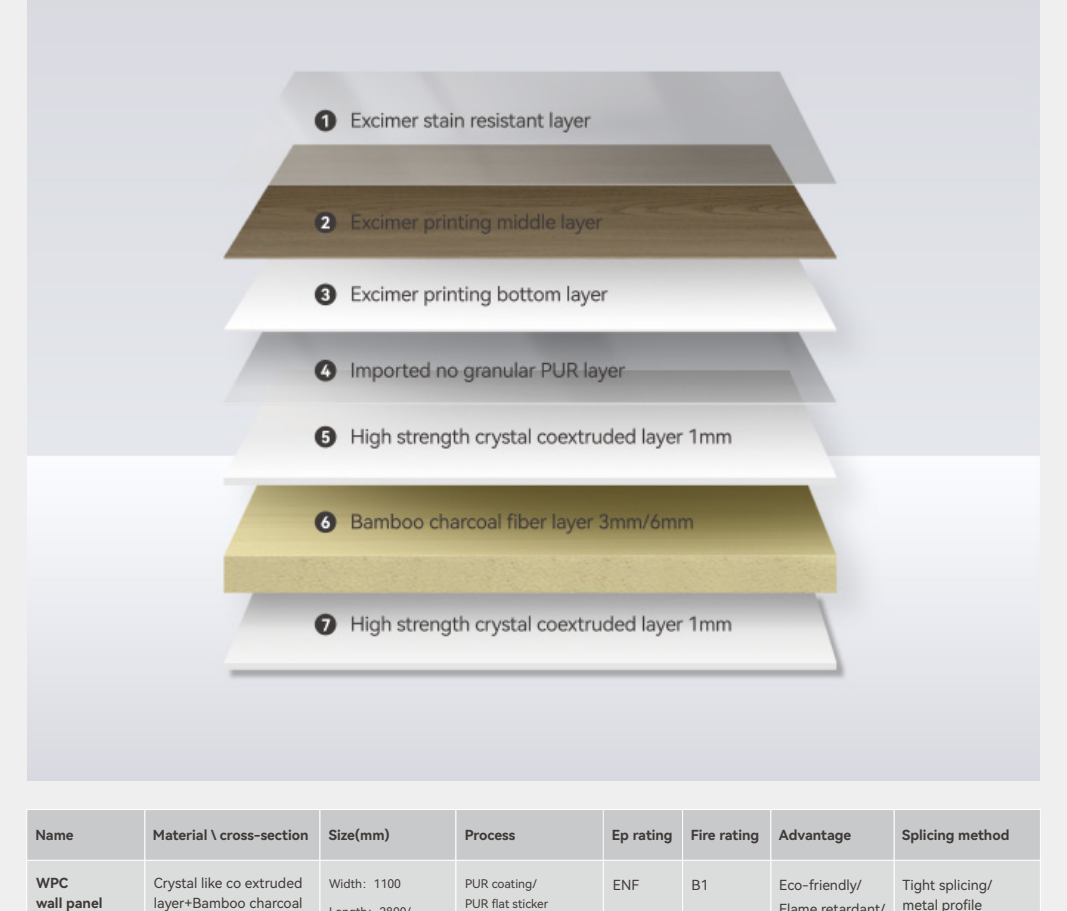 1 Excimer stain resistant layer
2 Excimer printing middle layer
3 Excimer printing bottom layer
4 Imported no granular PUR layer
5 High strength crystal coextruded layer 1mm
6 Bamboo charcoal fiber layer 3mm/6mm
7 High strength crystal coextruded layer 1mm
Name Material \ cross-section Size(mm) Process Ep rating Fire rating Advantage Splicing method
WPC
wall panel
Crystal like co extruded
layer+Bamboo charcoal
Width: 1100
Length: 2800/
PUR coating/
PUR flat sticker
ENF
B1
Eco-friendly/
Flame retardant/
Tight splicing/
metal profile